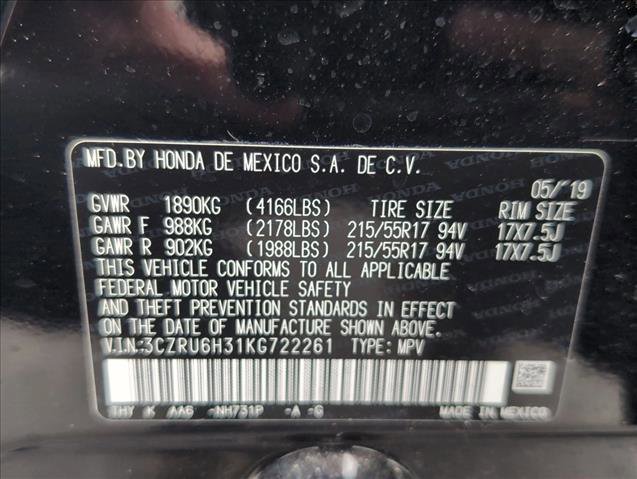 MFD.BY HONDA DE MEXICO S.A. DE C.V.
05/'19
GVWR 1890KG (4166LBS) TIRE SIZE RIM SIZE
GAWR F 988KG (2178LBS) 215/55R17 94V 17X7.5J
GAWR R 902KG (1988LBS) 215/55R17 94V 17X7.5J
THIS VEHICLE CONFORMS TO ALL APPLICABLE
FEDERAL MOTOR VEHICLE SAFETY
AND THEFT PREVENTION STANDARDS IN EFFECT
ON THE DATE OF MANUFACTURE SHOWN ABOVE.
V.I.N:3CZRU6H31KG722261 TYPE: MPV
THY K AA6 -NH731P -A -G MADE IN MEXICO